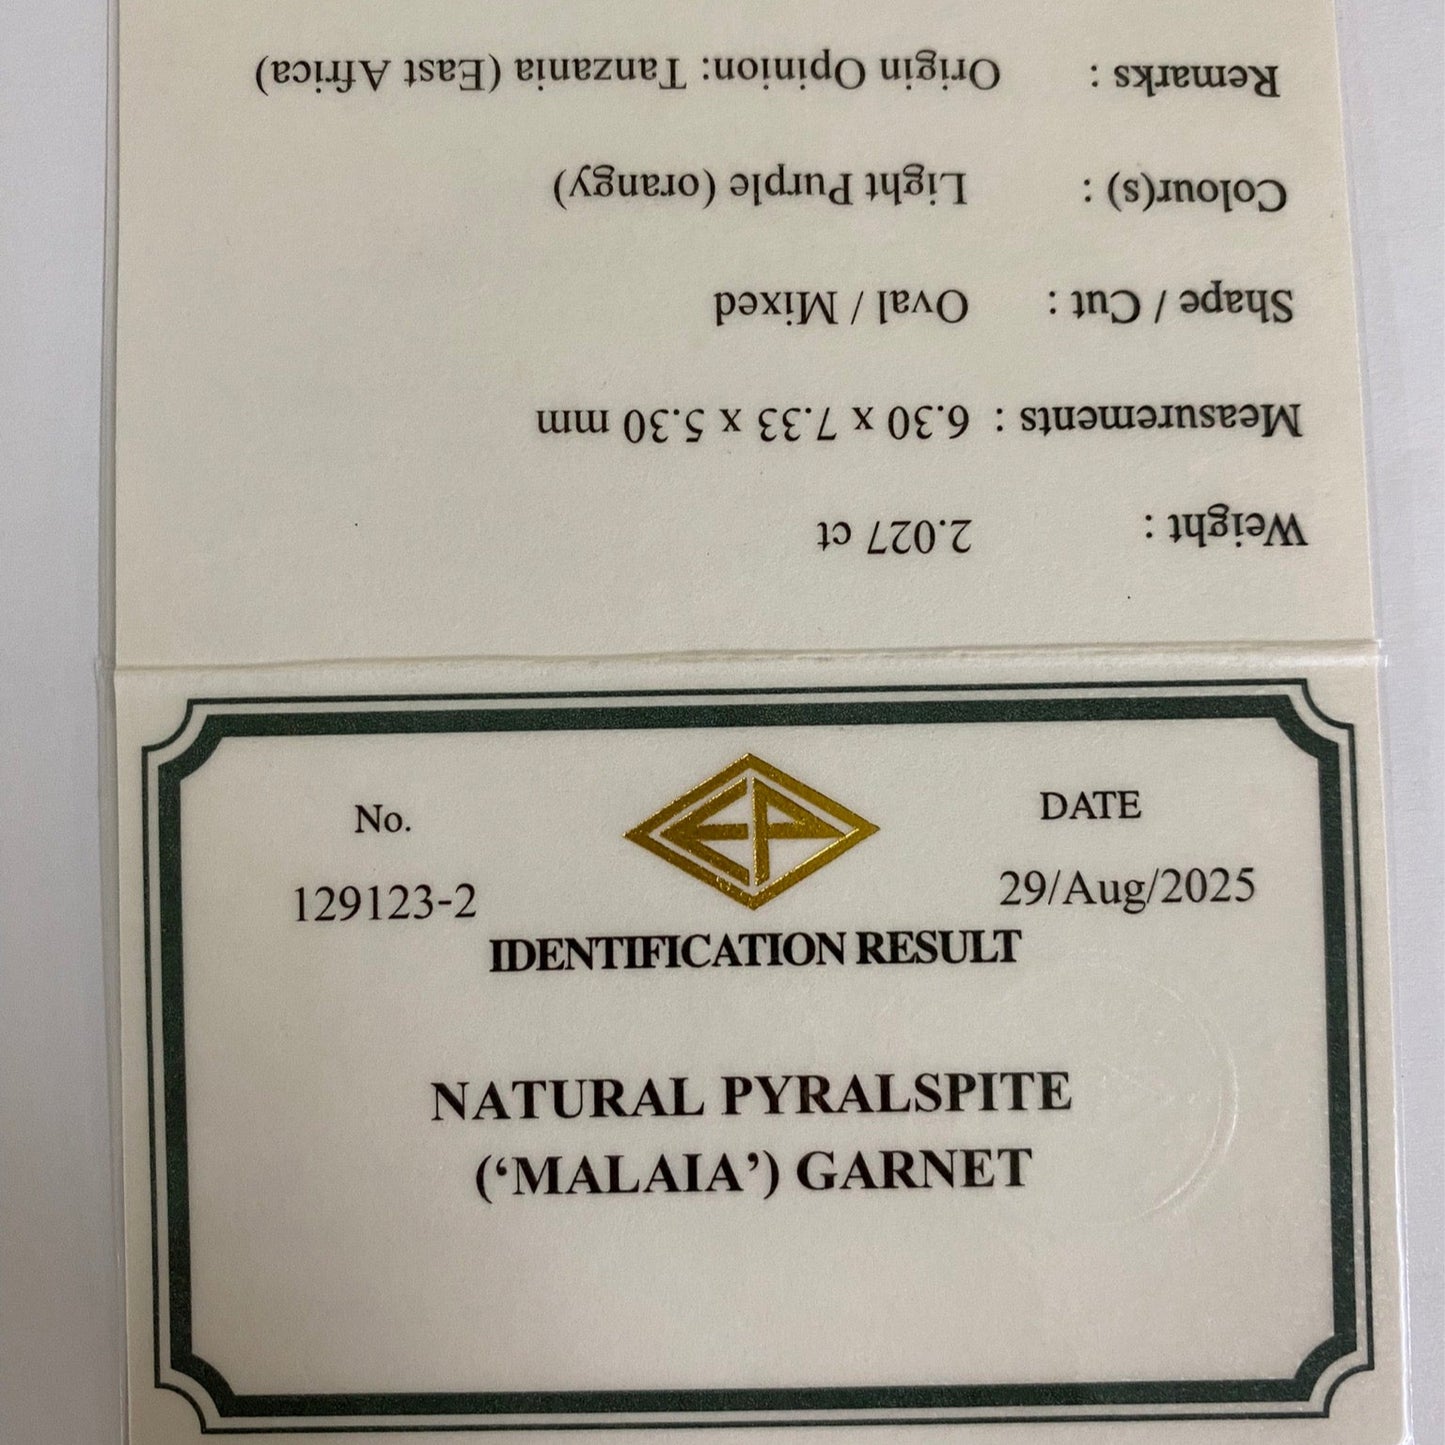 Remarks : Origin Opinion: Tanzania (East Africa)
Colour(s) : Light Purple (orangy)
Shape / Cut : Oval / Mixed
Measurements : 6.30 x 7.33 x 5.30 mm
Weight : 2.027 ct
No.
EP
DATE
129123-2
29/Aug/2025
IDENTIFICATION RESULT
NATURAL PYRALSPITE
(‘MALAIA’) GARNET